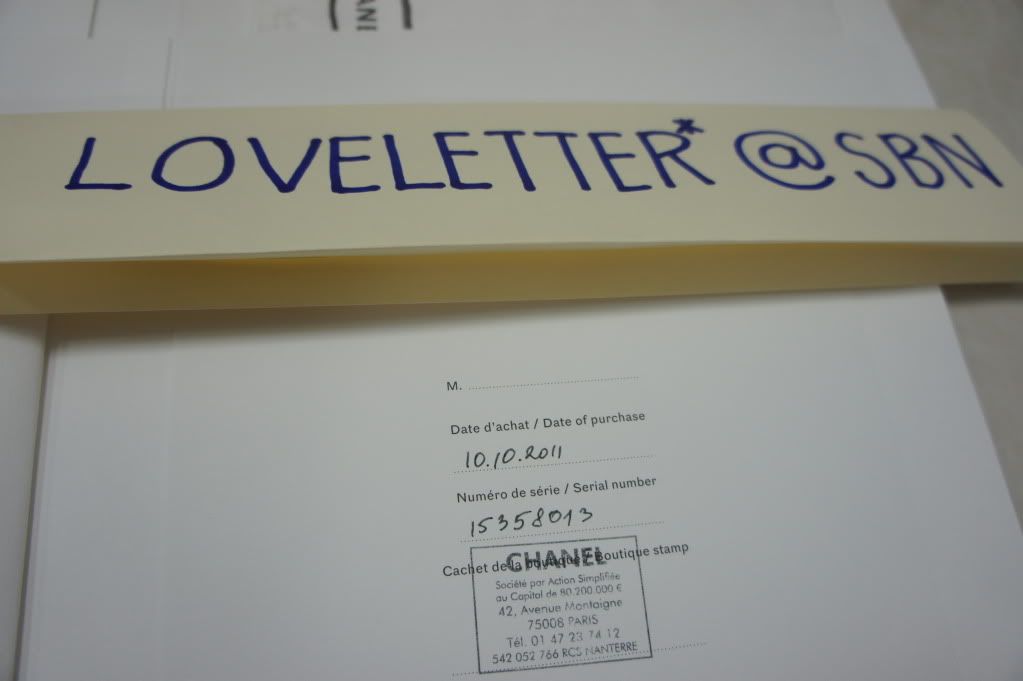 ANI
LOVELETTER* @SBN
M.
Date d'achat / Date of purchase
10.10.2011
Numéro de série / Serial number
15358013
CHANEL
Cachet de la boutique / Boutique stamp
Société par Action Simplifiée
au Capital de 80.200.000 €
42, Avenue Montaigne
75008 PARIS
Tél. 01 47 23 74 12
542 052 766 RCS NANTERRE